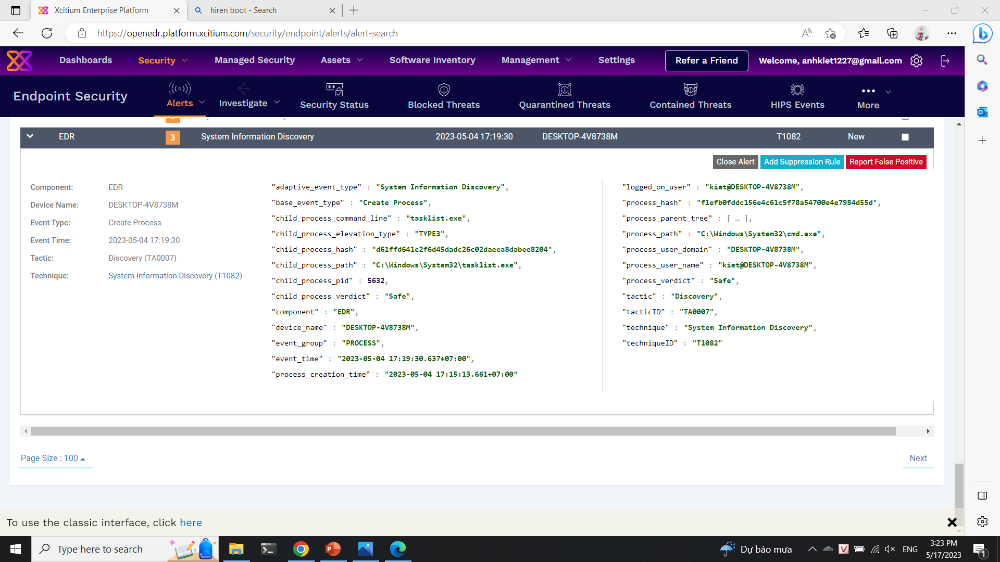 Xcitium Enterprise Platform
hiren boot - Search
https://openedr.platform.xcitium.com/security/endpoint/alerts/alert-search
Dashboards Security Managed Security Assets Software Inventory Management Settings Refer a Friend Welcome, anhkiet1227@gmail.com
Endpoint Security Alerts Investigate Security Status Blocked Threats Quarantined Threats Contained Threats HIPS Events More
EDR 3 System Information Discovery 2023-05-04 17:19:30 DESKTOP-4V8738M T1082 New
Close Alert Add Suppression Rule Report False Positive
Component: EDR
Device Name: DESKTOP-4V8738M
Event Type: Create Process
Event Time: 2023-05-04 17:19:30
Tactic: Discovery (TA0007)
Technique: System Information Discovery (T1082)
"adaptive_event_type" : "System Information Discovery",
"base_event_type" : "Create Process",
"child_process_command_line" : "tasklist.exe",
"child_process_elevation_type" : "TYPE3",
"child_process_hash" : "d61ffd641c2f6d45dadc26c02daeea8dabee8204",
"child_process_path" : "C:\Windows\System32\tasklist.exe",
"child_process_pid" : 5632,
"child_process_verdict" : "Safe",
"component" : "EDR",
"device_name" : "DESKTOP-4V8738M",
"event_group" : "PROCESS",
"event_time" : "2023-05-04 17:19:30.637+07:00",
"process_creation_time" : "2023-05-04 17:15:13.661+07:00"
"logged_on_user" : "kiet@DESKTOP-4V8738M",
"process_hash" : "f1efb0fddc156e4c61c5f78a54700e4e7984d55d",
"process_parent_tree" : [ … ],
"process_path" : "C:\Windows\System32\cmd.exe",
"process_user_domain" : "DESKTOP-4V8738M",
"process_user_name" : "kiet@DESKTOP-4V8738M",
"process_verdict" : "Safe",
"tactic" : "Discovery",
"tacticID" : "TA0007",
"technique" : "System Information Discovery",
"techniqueID" : "T1082"
Page Size : 100
Next
To use the classic interface, click here
Type here to search
Dự báo mưa
ENG
3:23 PM
5/17/2023
1